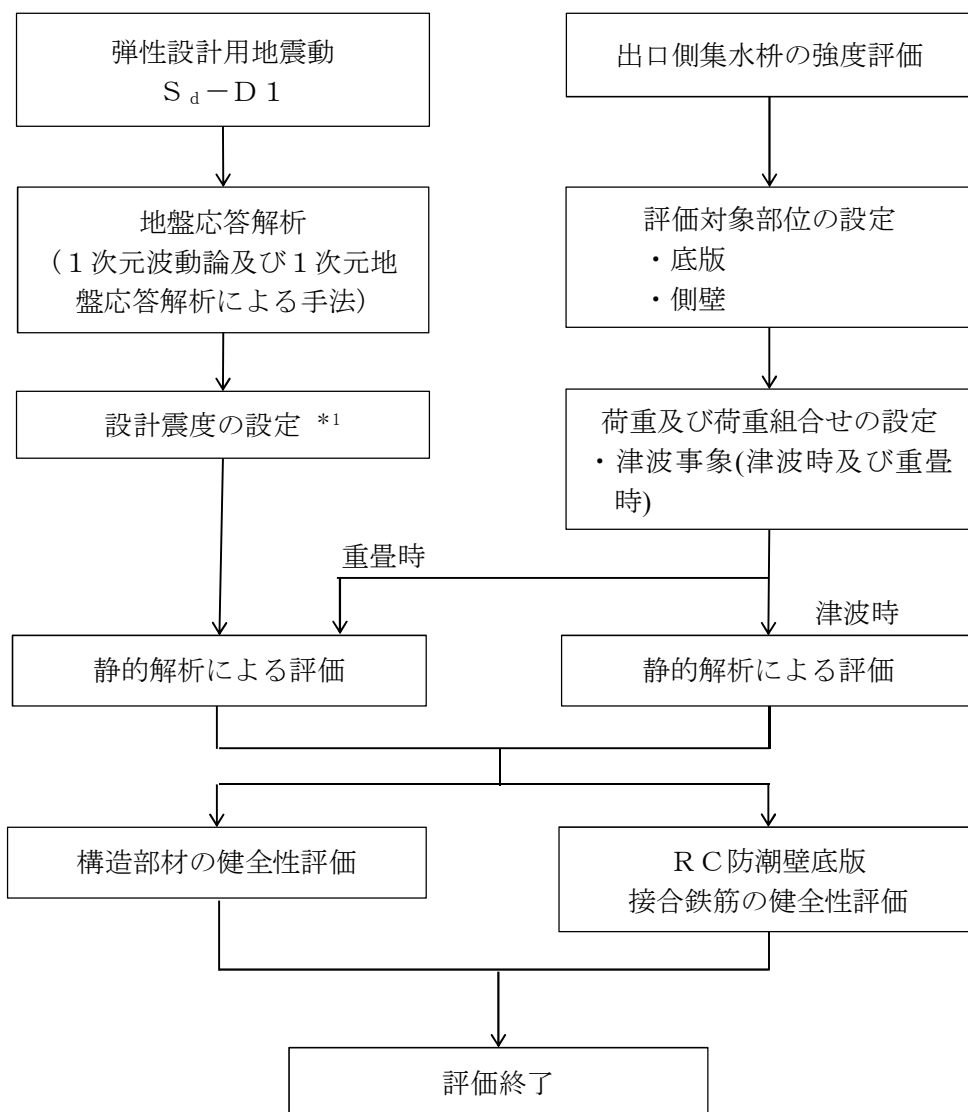 弾性設計用地震動
Ｓd－Ｄ１
出口側集水枡の強度評価
地盤応答解析
（１次元波動論及び１次元地
盤応答解析による手法）
評価対象部位の設定
・底版
・側壁
設計震度の設定 *1
荷重及び荷重組合せの設定
・津波事象(津波時及び重畳
時)
重畳時
津波時
静的解析による評価
静的解析による評価
構造部材の健全性評価
ＲＣ防潮壁底版
接合鉄筋の健全性評価
評価終了